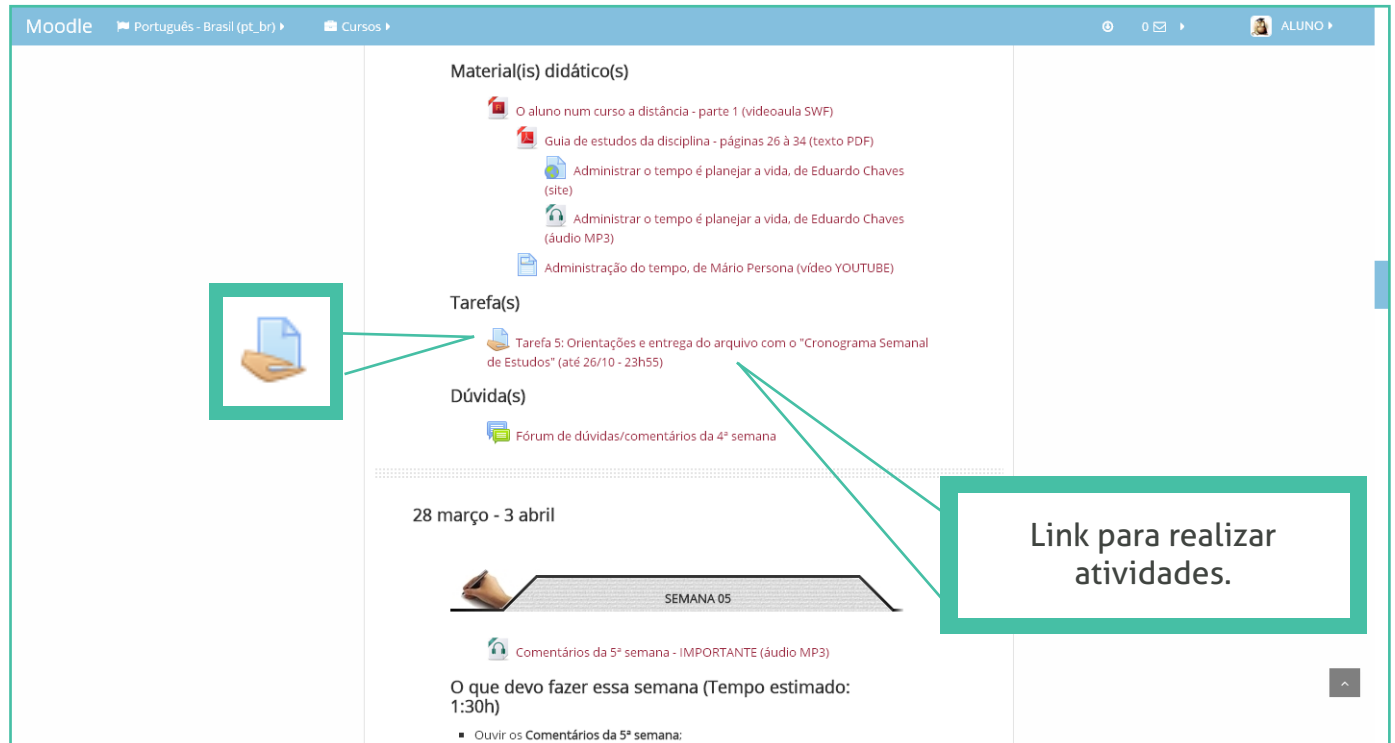 Moodle Português - Brasil (pt_br) Cursos 0 ALUNO
Material(is) didático(s)
O aluno num curso a distância - parte 1 (videoaula SWF)
Guia de estudos da disciplina - páginas 26 à 34 (texto PDF)
Administrar o tempo é planejar a vida, de Eduardo Chaves
(site)
Administrar o tempo é planejar a vida, de Eduardo Chaves
(áudio MP3)
Administração do tempo, de Mário Persona (vídeo YOUTUBE)
Tarefa(s)
Tarefa 5: Orientações e entrega do arquivo com o "Cronograma Semanal
de Estudos" (até 26/10 - 23h55)
Dúvida(s)
Fórum de dúvidas/comentários da 4ª semana
28 março - 3 abril
Link para realizar
atividades.
SEMANA 05
Comentários da 5ª semana - IMPORTANTE (áudio MP3)
O que devo fazer essa semana (Tempo estimado:
1:30h)
Ouvir os Comentários da 5ª semana;